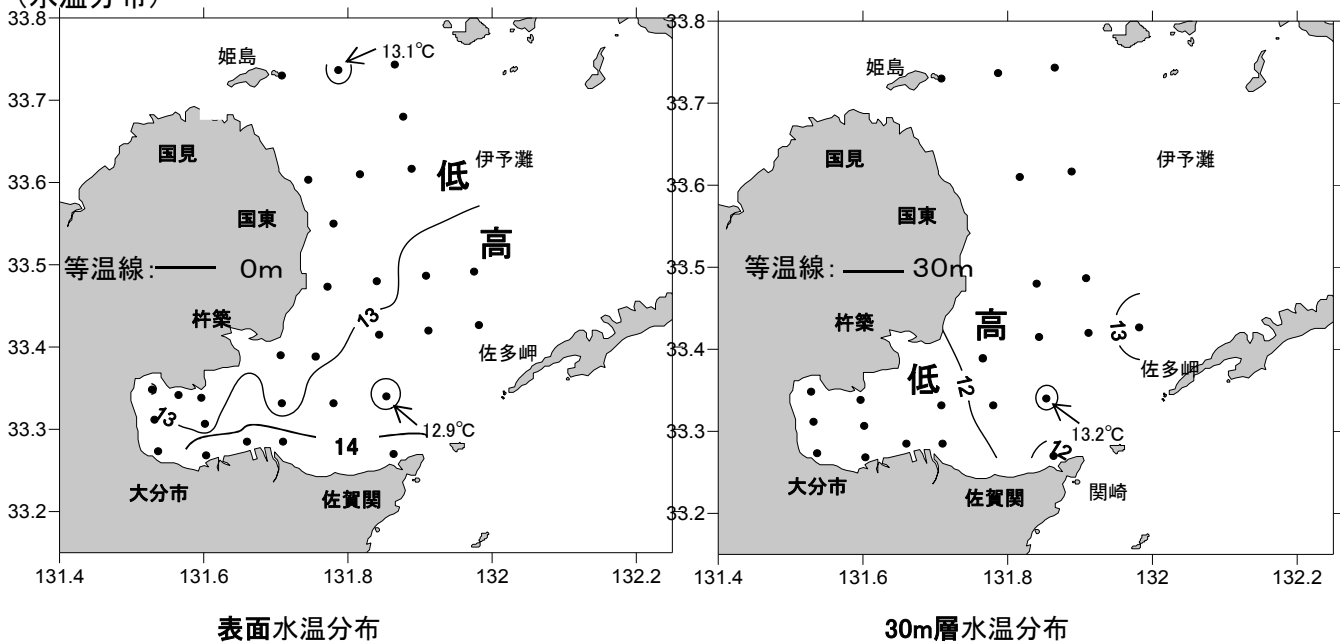 （水温分布）
33.8
33.7
33.6
33.5
33.4
33.3
33.2
131.4
131.6
131.8
132
132.2
姫島
13.1℃
国見
伊予灘
低
国東
高
等温線: 0m
杵築
13
佐多岬
13
12.9℃
14
大分市
佐賀関
表面水温分布
33.8
33.7
33.6
33.5
33.4
33.3
33.2
131.4
131.6
131.8
132
132.2
姫島
国見
伊予灘
国東
等温線: 30m
杵築
高
13
佐多岬
低
12
13.2℃
12
大分市
佐賀関
関崎
30m層水温分布